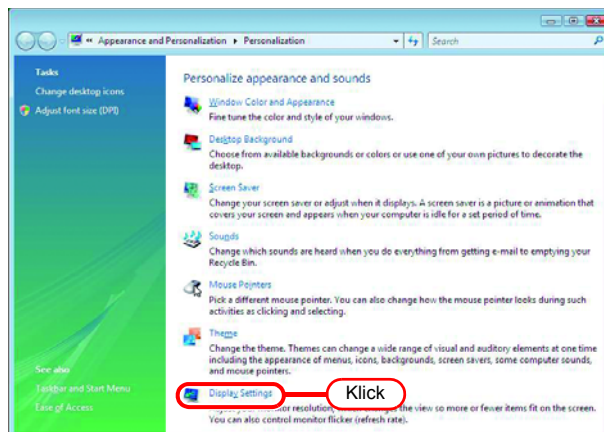 Appearance and Personalization ▸ Personalization
Search
Tasks
Change desktop icons
Adjust font size (DPI)
See also
Taskbar and Start Menu
Ease of Access
Personalize appearance and sounds
Window Color and Appearance
Fine tune the color and style of your windows.
Desktop Background
Choose from available backgrounds or colors or use one of your own pictures to decorate the
desktop.
Screen Saver
Change your screen saver or adjust when it displays. A screen saver is a picture or animation that
covers your screen and appears when your computer is idle for a set period of time.
Sounds
Change which sounds are heard when you do everything from getting e-mail to emptying your
Recycle Bin.
Mouse Pointers
Pick a different mouse pointer. You can also change how the mouse pointer looks during such
activities as clicking and selecting.
Theme
Change the theme. Themes can change a wide range of visual and auditory elements at one time
including the appearance of menus, icons, backgrounds, screen savers, some computer sounds,
and mouse pointers.
Display Settings
Klick
resolution, the view so more or fewer items fit on the screen.
You can also control monitor flicker (refresh rate).